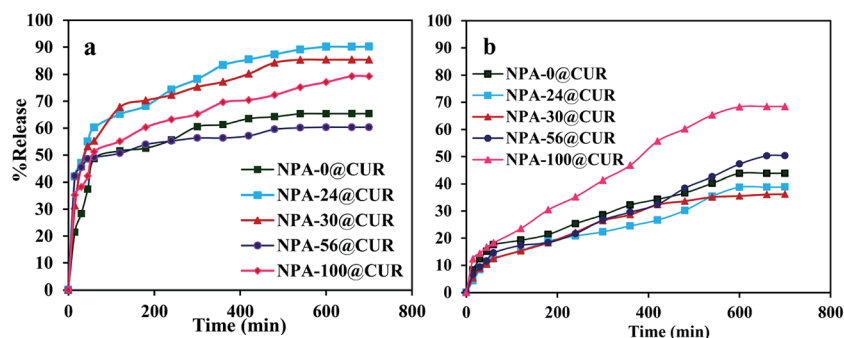 a
%Release
100
90
80
70
60
50
40
30
20
10
0
NPA-0@CUR
NPA-24@CUR
NPA-30@CUR
NPA-56@CUR
NPA-100@CUR
0 200 400 600 800
Time (min)
b
100
90
80
70
60
50
40
30
20
10
0
NPA-0@CUR
NPA-24@CUR
NPA-30@CUR
NPA-56@CUR
NPA-100@CUR
0 200 400 600 800
Time (min)